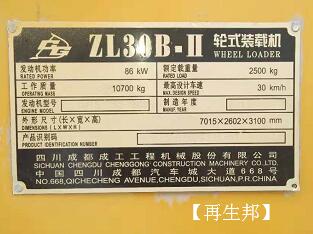 ZL30B-II 轮式装载机
WHEEL LOADER
发动机功率 86 kW 额定载重量 2500 kg
RATED POWER RATED LOAD
工作质量 10700 kg 最高设计车速 30 km/h
OPERATING MASS MAX. DESIGN SPEED
发动机型号 制造年度
ENGINE MODEL
外形尺寸(长×宽×高) 7015×2602×3100 mm
DIMENSIONS (L×W×H)
产品识别码
四川成都成工工程机械股份有限公司
SICHUAN CHENGDU CHENGGONG CONSTRUCTION MACHINERY CO.LTD
中国四川成都汽车城大道668号
NO.668,QICHECHENG AVENUE,CHENGDU,SICHUAN,P.R.CHINA
【再生邦】